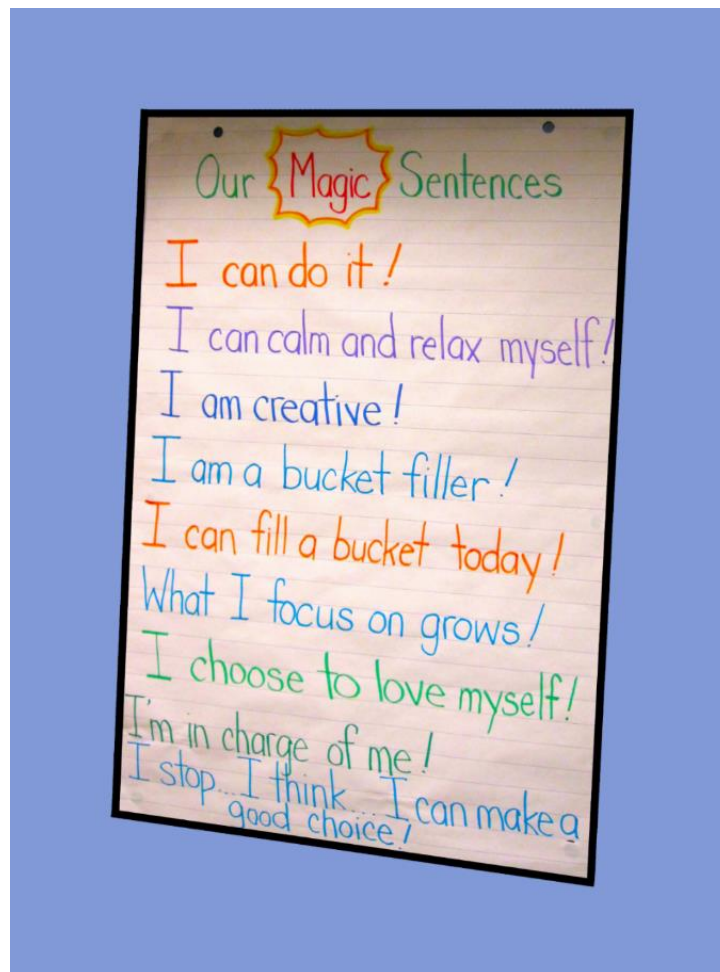 Our Magic Sentences
I can do it!
I can calm and relax myself!
I am creative!
I am a bucket filler!
I can fill a bucket today!
What I focus on grows!
I choose to love myself!
I'm in charge of me!
I stop... I think.... I can make a
good choice!